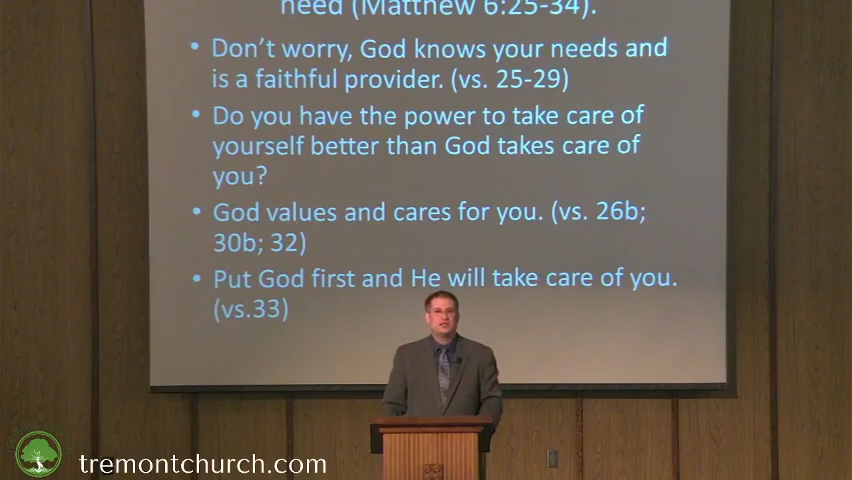 need (Matthew 6:25-34).
• Don't worry, God knows your needs and
is a faithful provider. (vs. 25-29)
• Do you have the power to take care of
yourself better than God takes care of
you?
• God values and cares for you. (vs. 26b;
30b; 32)
• Put God first and He will take care of you.
(vs.33)
tremontchurch.com